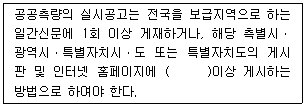 공공측량의 실시공고는 전국을 보급지역으로 하는
일간신문에 1회 이상 게재하거나, 해당 측별시ㆍ
광역시ㆍ특별자치시ㆍ도 또는 특별자치도의 게시
판 및 인터넷 홈페이지에 (      )이상 게시하는
방법으로 하여야 한다.